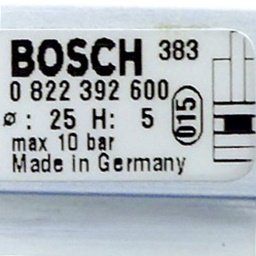 BOSCH 383
0 822 392 600
ø : 25 H: 5 015
max 10 bar
Made in Germany